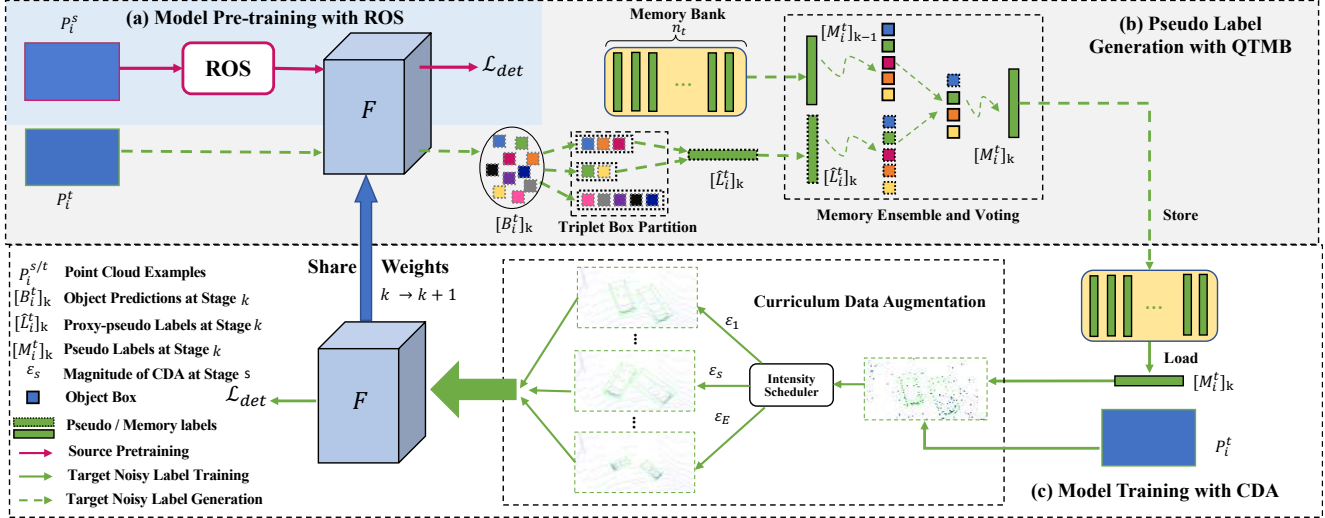 (a) Model Pre-training with ROS
P_i^s
ROS
F
ℒ_det
P_i^t
Memory Bank
n_t
...
[B_i^t]_k
Triplet Box Partition
[L̂_i^t]_k
[M_i^t]_{k−1}
[L̂_i^t]_k
[M_i^t]_k
Memory Ensemble and Voting
(b) Pseudo Label
Generation with QTMB
Store
P_i^{s/t} Point Cloud Examples
[B_i^t]_k Object Predictions at Stage k
[L̂_i^t]_k Proxy-pseudo Labels at Stage k
[M_i^t]_k Pseudo Labels at Stage k
ε_s Magnitude of CDA at Stage s
Object Box
Pseudo / Memory labels
Source Pretraining
Target Noisy Label Training
Target Noisy Label Generation
Share Weights
k → k + 1
F
ℒ_det
Curriculum Data Augmentation
ε_1
ε_s
ε_E
Intensity
Scheduler
...
...
...
Load
[M_i^t]_k
P_i^t
(c) Model Training with CDA